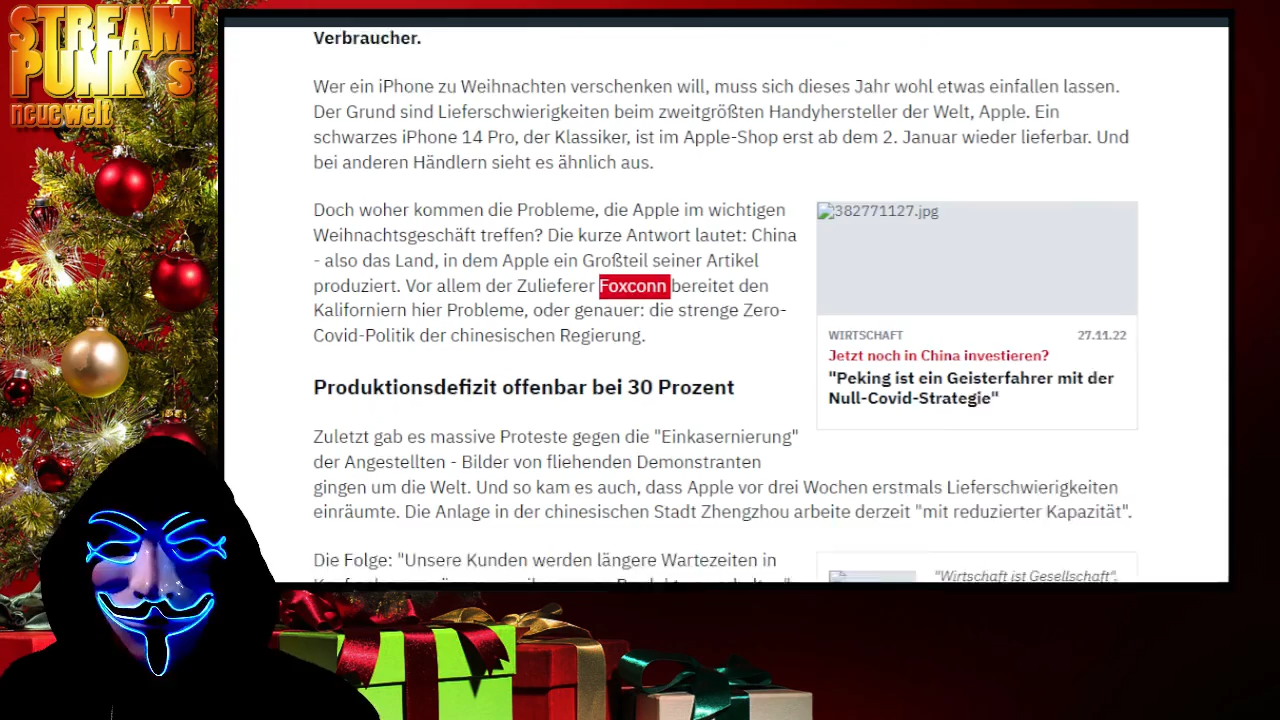 STREAM
PUNK´s
neue welt
Verbraucher.
Wer ein iPhone zu Weihnachten verschenken will, muss sich dieses Jahr wohl etwas einfallen lassen.
Der Grund sind Lieferschwierigkeiten beim zweitgrößten Handyhersteller der Welt, Apple. Ein
schwarzes iPhone 14 Pro, der Klassiker, ist im Apple-Shop erst ab dem 2. Januar wieder lieferbar. Und
bei anderen Händlern sieht es ähnlich aus.
Doch woher kommen die Probleme, die Apple im wichtigen
Weihnachtsgeschäft treffen? Die kurze Antwort lautet: China
- also das Land, in dem Apple ein Großteil seiner Artikel
produziert. Vor allem der Zulieferer Foxconn bereitet den
Kaliforniern hier Probleme, oder genauer: die strenge Zero-
Covid-Politik der chinesischen Regierung.
382771127.jpg
WIRTSCHAFT 27.11.22
Jetzt noch in China investieren?
"Peking ist ein Geisterfahrer mit der
Null-Covid-Strategie"
Produktionsdefizit offenbar bei 30 Prozent
Zuletzt gab es massive Proteste gegen die "Einkasernierung"
der Angestellten - Bilder von fliehenden Demonstranten
gingen um die Welt. Und so kam es auch, dass Apple vor drei Wochen erstmals Lieferschwierigkeiten
einräumte. Die Anlage in der chinesischen Stadt Zhengzhou arbeite derzeit "mit reduzierter Kapazität".
Die Folge: "Unsere Kunden werden längere Wartezeiten in
"Wirtschaft ist Gesellschaft".